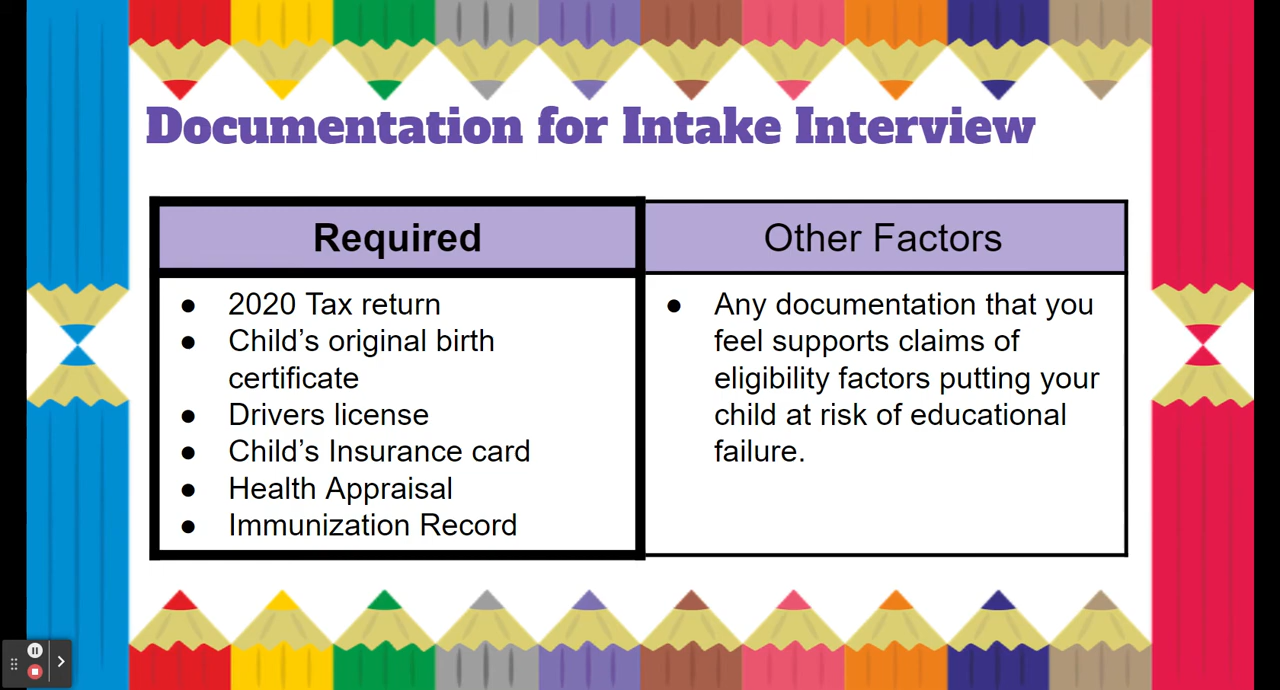 Documentation for Intake Interview
Required
Other Factors
● 2020 Tax return
● Child’s original birth
certificate
● Drivers license
● Child’s Insurance card
● Health Appraisal
● Immunization Record
● Any documentation that you
feel supports claims of
eligibility factors putting your
child at risk of educational
failure.